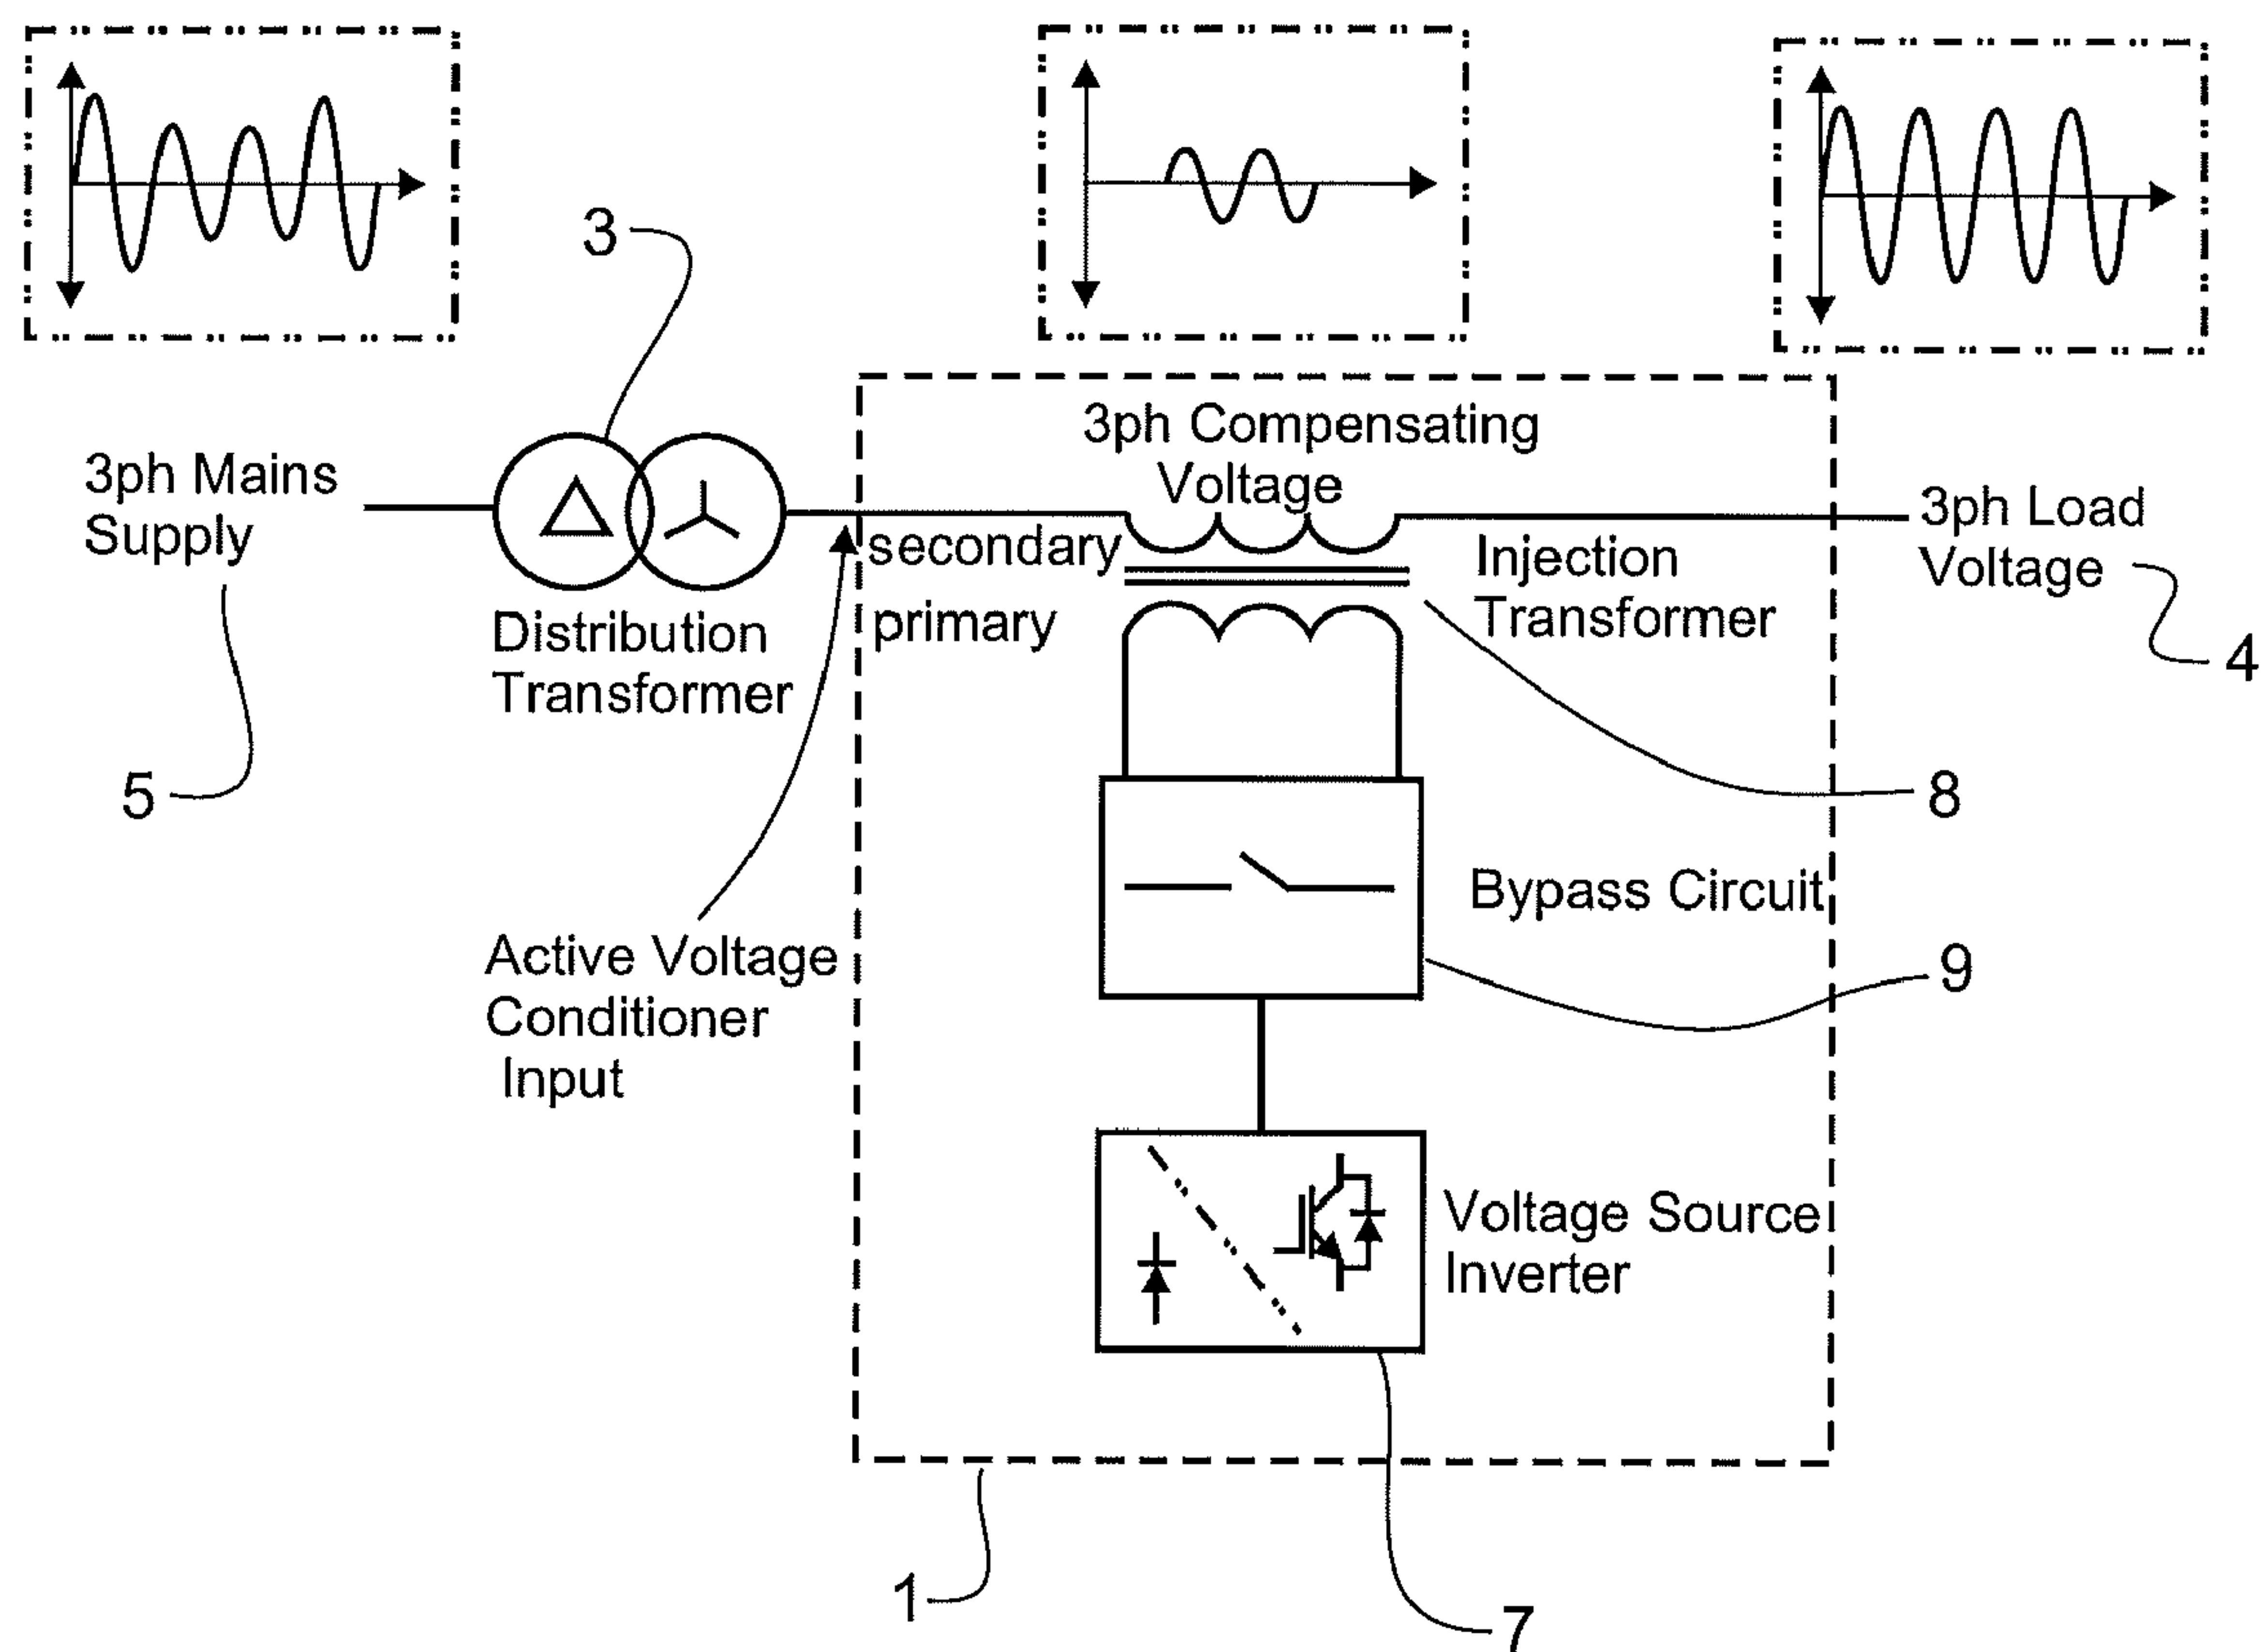 3
3ph Compensating
Voltage
3ph Mains
Supply
3ph Load
Voltage
secondary
primary
Injection
Transformer
Distribution
Transformer
4
5
8
Bypass Circuit
Active Voltage
Conditioner
Input
9
Voltage Source
Inverter
1
7